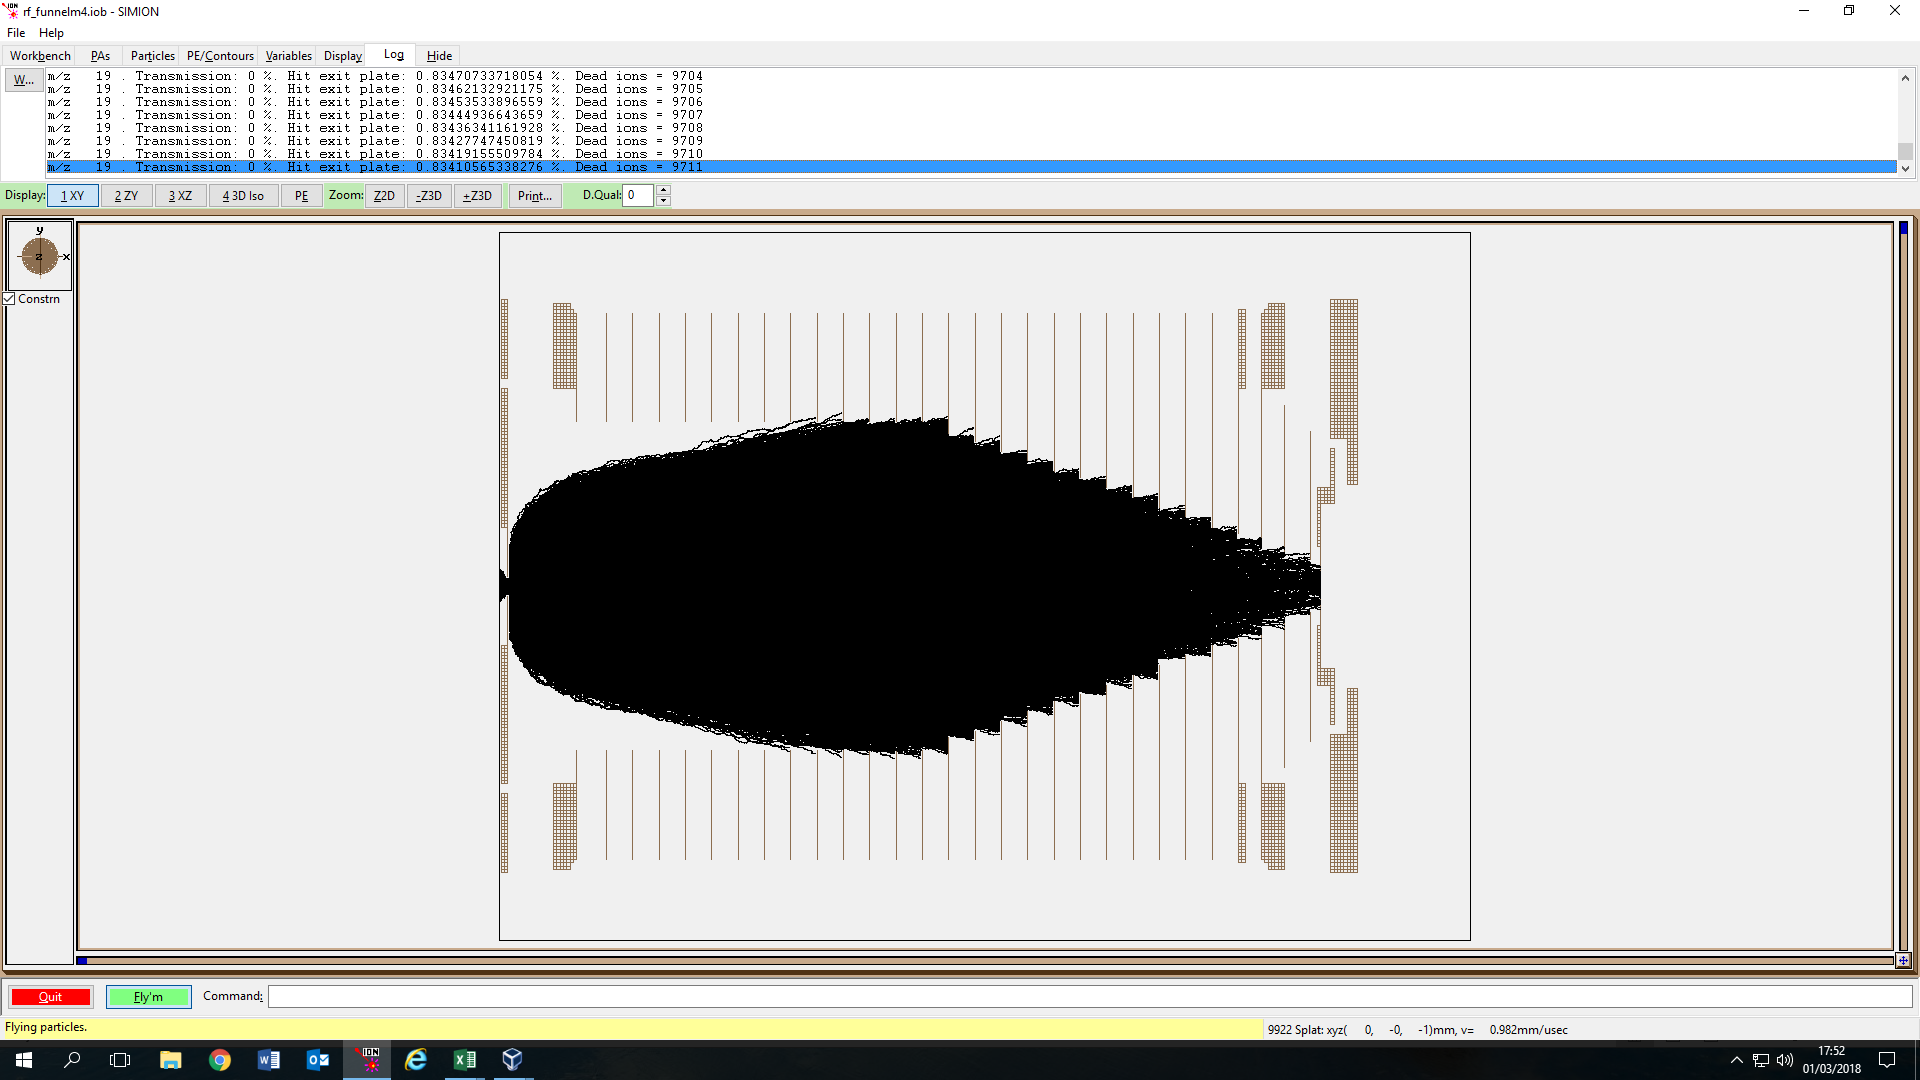 rf_funnelm4.iob - SIMION
File Help
Workbench PAs Particles PE/Contours Variables Display Log Hide
W...
m/z 19 . Transmission: 0 %. Hit exit plate: 0.83470733718054 %. Dead ions = 9704
m/z 19 . Transmission: 0 %. Hit exit plate: 0.83462132921175 %. Dead ions = 9705
m/z 19 . Transmission: 0 %. Hit exit plate: 0.83453533896559 %. Dead ions = 9706
m/z 19 . Transmission: 0 %. Hit exit plate: 0.83444936643659 %. Dead ions = 9707
m/z 19 . Transmission: 0 %. Hit exit plate: 0.83436341161928 %. Dead ions = 9708
m/z 19 . Transmission: 0 %. Hit exit plate: 0.83427747450819 %. Dead ions = 9709
m/z 19 . Transmission: 0 %. Hit exit plate: 0.83419155509784 %. Dead ions = 9710
m/z 19 . Transmission: 0 %. Hit exit plate: 0.83410565338276 %. Dead ions = 9711
Display: 1 XY 2 ZY 3 XZ 4 3D Iso PE Zoom: Z2D -Z3D +Z3D Print... D.Qual: 0
y
z x
Constrn
Quit Fly'm Command:
Flying particles. 9922 Splat: xyz( 0, -0, -1)mm, v= 0.982mm/usec
ION
17:52
01/03/2018